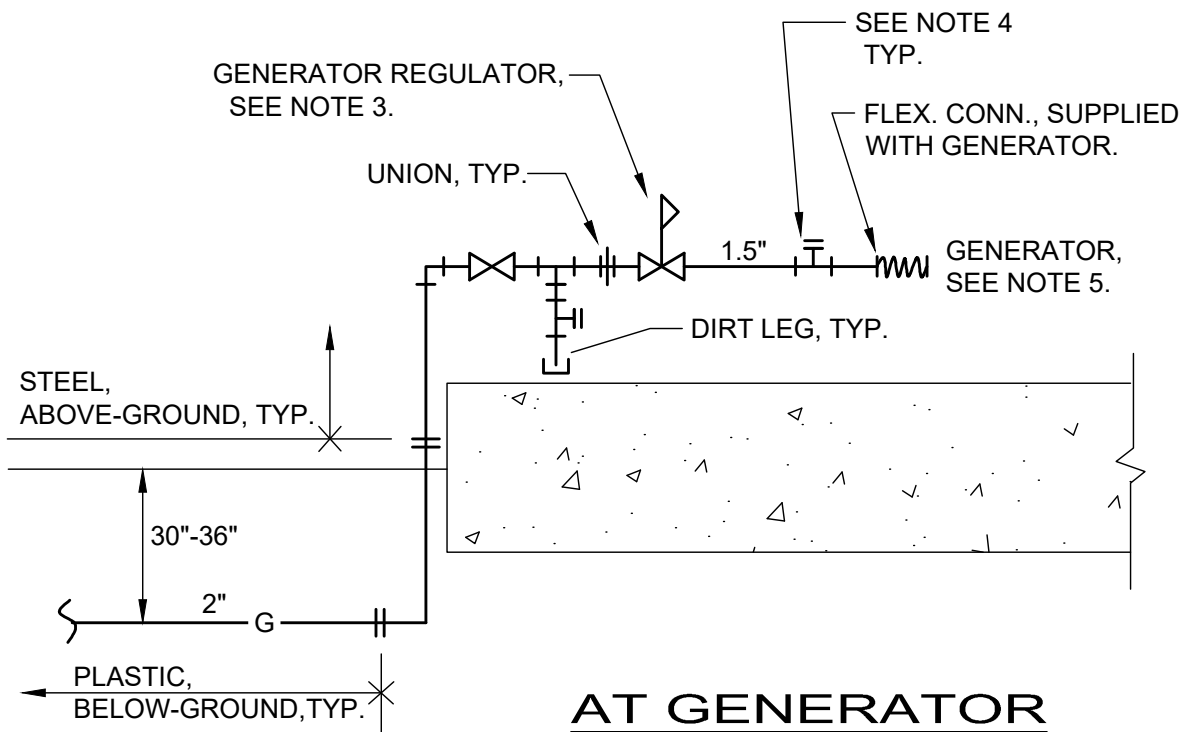 SEE NOTE 4
TYP.
GENERATOR REGULATOR,
SEE NOTE 3.
FLEX. CONN., SUPPLIED
WITH GENERATOR.
UNION, TYP.
1.5"
GENERATOR,
SEE NOTE 5.
DIRT LEG, TYP.
STEEL,
ABOVE-GROUND, TYP.
30"-36"
2"
G
PLASTIC,
BELOW-GROUND,TYP.
AT GENERATOR